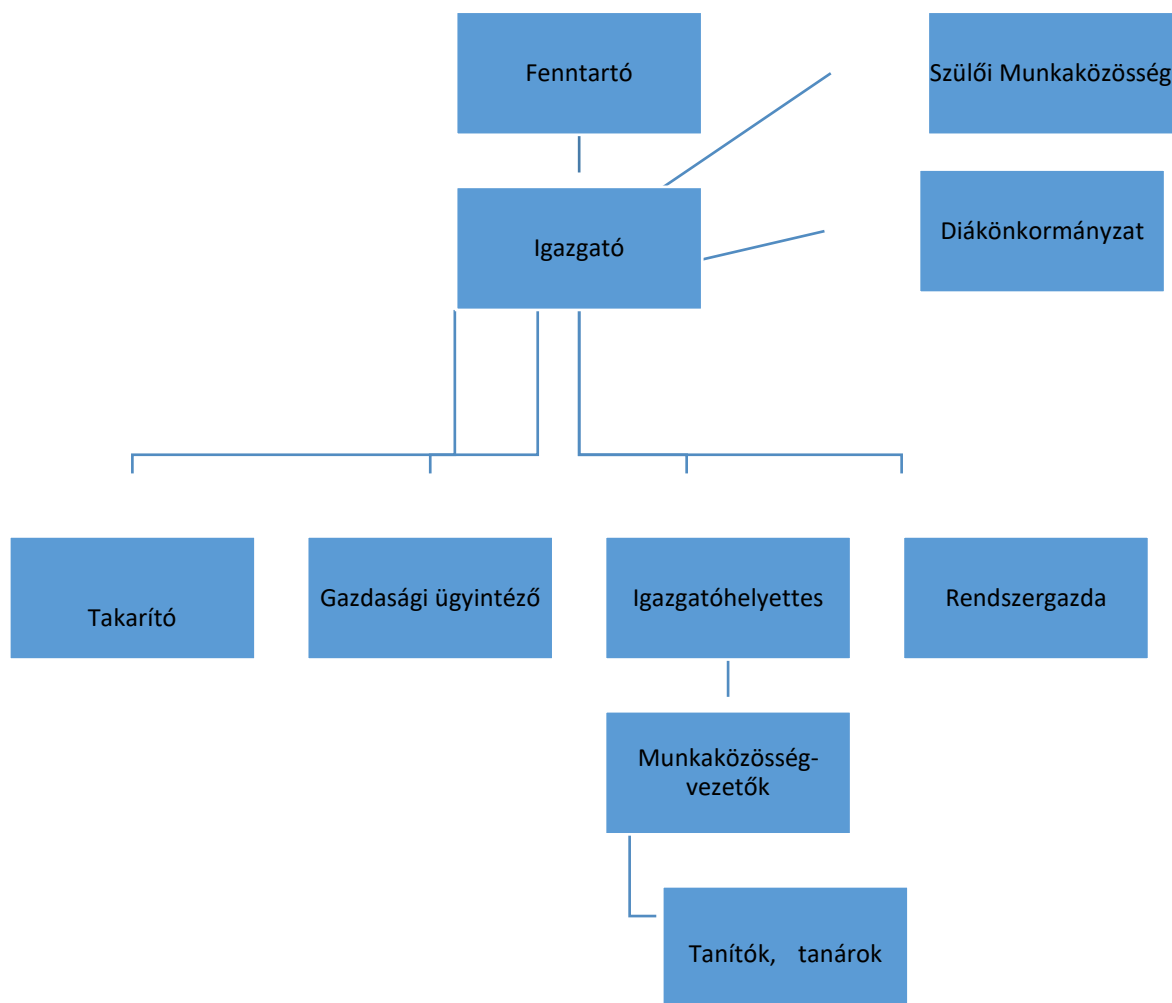 Fenntartó
Szülői Munkaközösség
Igazgató
Diákönkormányzat
Takarító
Gazdasági ügyintéző
Igazgatóhelyettes
Rendszergazda
Munkaközösség-
vezetők
Tanítók, tanárok